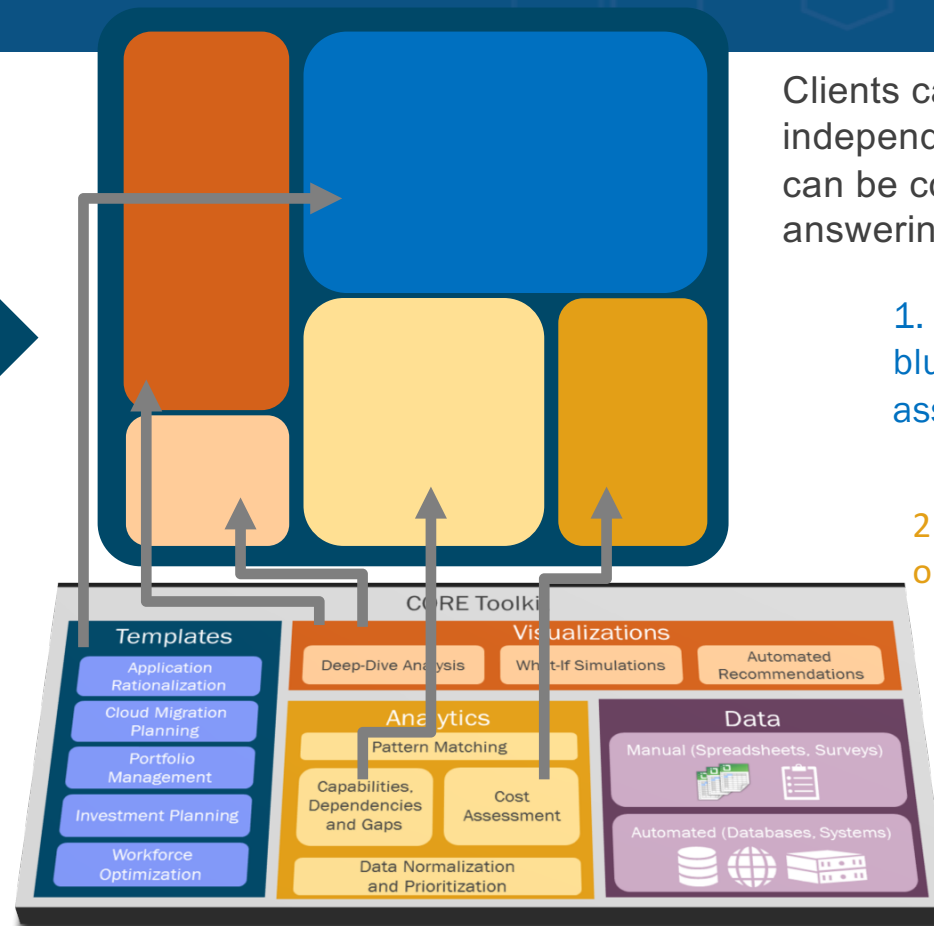 Clients
independ
can be
answerin
1.
blu
ass
2
o
CORE Toolki
Templates
Application
Rationalization
Cloud Migration
Planning
Portfolio
Management
Investment Planning
Workforce
Optimization
Visualizations
Deep-Dive Analysis
What-If Simulations
Automated
Recommendations
Analytics
Pattern Matching
Capabilities,
Dependencies
and Gaps
Cost
Assessment
Data Normalization
and Prioritization
Data
Manual (Spreadsheets, Surveys)
Automated (Databases, Systems)